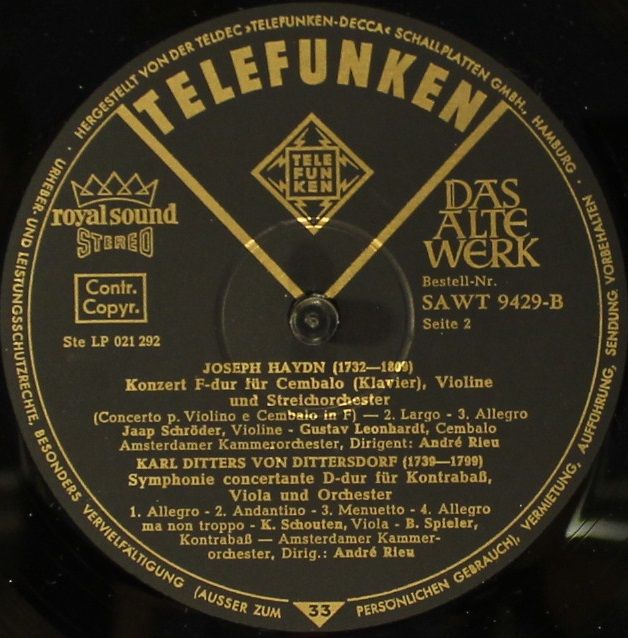 · HERGESTELLT VON DER TELDEC »TELEFUNKEN-DECCA« SCHALLPLATTEN GMBH., HAMBURG ·
URHEBER- UND LEISTUNGSSCHUTZRECHTE, BESONDERS VERVIELFÄLTIGUNG (AUSSER ZUM PERSÖNLICHEN GEBRAUCH), VERMIETUNG, AUFFÜHRUNG, SENDUNG VORBEHALTEN ·
TELEFUNKEN
TELE
FUN
KEN
royal sound
STEREO
Contr.
Copyr.
Ste LP 021 292
DAS
ALTE
WERK
Bestell-Nr.
SAWT 9429-B
Seite 2
JOSEPH HAYDN (1732—1809)
Konzert F-dur für Cembalo (Klavier), Violine
und Streichorchester
(Concerto p. Violino e Cembalo in F) — 2. Largo - 3. Allegro
Jaap Schröder, Violine - Gustav Leonhardt, Cembalo
Amsterdamer Kammerorchester, Dirigent: André Rieu
KARL DITTERS VON DITTERSDORF (1739—1799)
Symphonie concertante D-dur für Kontrabaß,
Viola und Orchester
1. Allegro - 2. Andantino - 3. Menuetto - 4. Allegro
ma non troppo - K. Schouten, Viola - B. Spieler,
Kontrabaß — Amsterdamer Kammer-
orchester, Dirig.: André Rieu
33